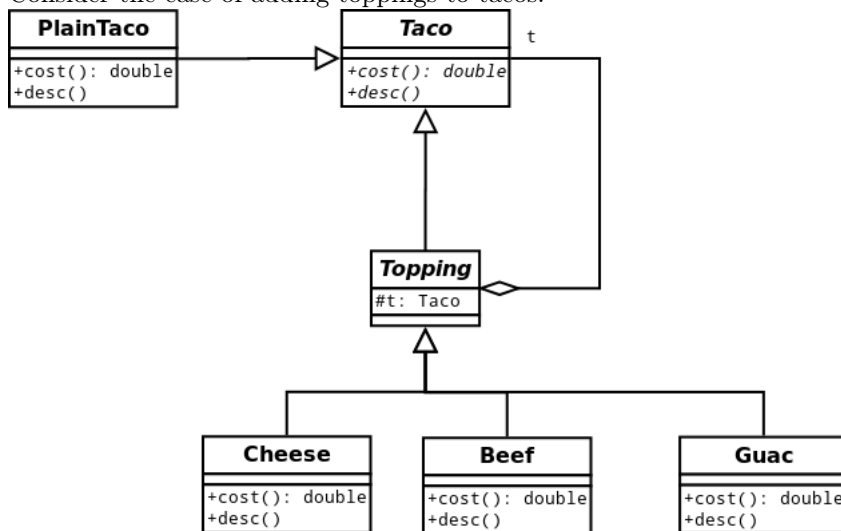 Consider the case of adding toppings to tacos.
PlainTaco
+cost(): double
+desc()
Taco
+cost(): double
+desc()
t
Topping
#t: Taco
Cheese
+cost(): double
+desc()
Beef
+cost(): double
+desc()
Guac
+cost(): double
+desc()